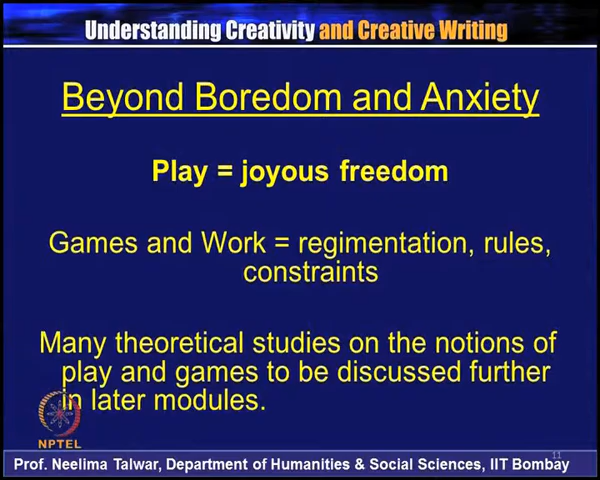 Understanding Creativity and Creative Writing
Beyond Boredom and Anxiety
Play = joyous freedom
Games and Work = regimentation, rules,
constraints
Many theoretical studies on the notions of
play and games to be discussed further
in later modules.
NPTEL
11
Prof. Neelima Talwar, Department of Humanities & Social Sciences, IIT Bombay